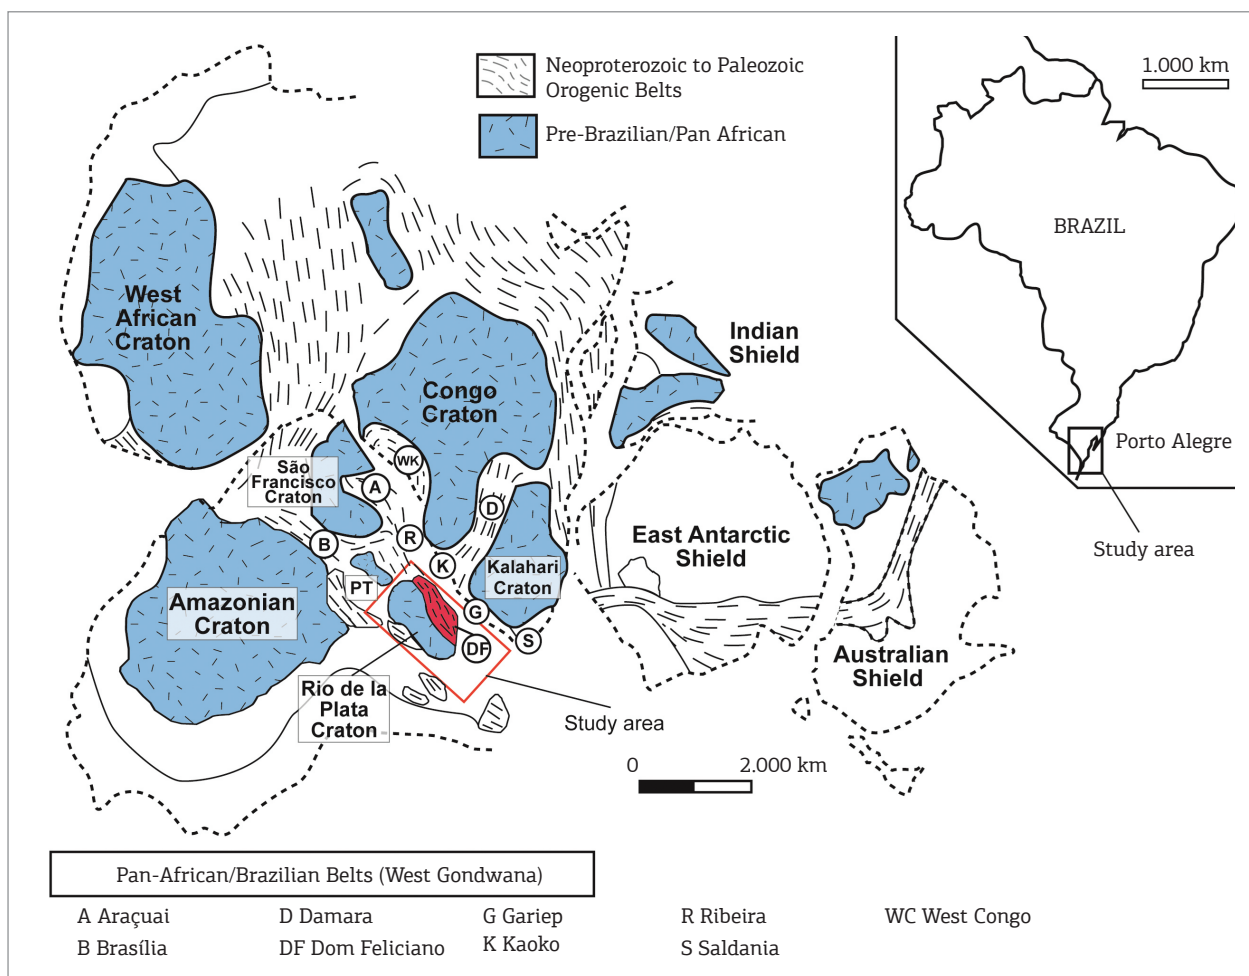 Neoproterozoic to Paleozoic
Orogenic Belts
Pre-Brazilian/Pan African
1.000 km
BRAZIL
Porto Alegre
Study area
West
African
Craton
Congo
Craton
Indian
Shield
São
Francisco
Craton
WK
A
D
B
R
K
PT
Kalahari
Craton
East Antarctic
Shield
Amazonian
Craton
G
S
DF
Australian
Shield
Rio de la
Plata
Craton
Study area
0 2.000 km
Pan-African/Brazilian Belts (West Gondwana)
A Araçuai D Damara G Gariep R Ribeira WC West Congo
B Brasília DF Dom Feliciano K Kaoko S Saldania